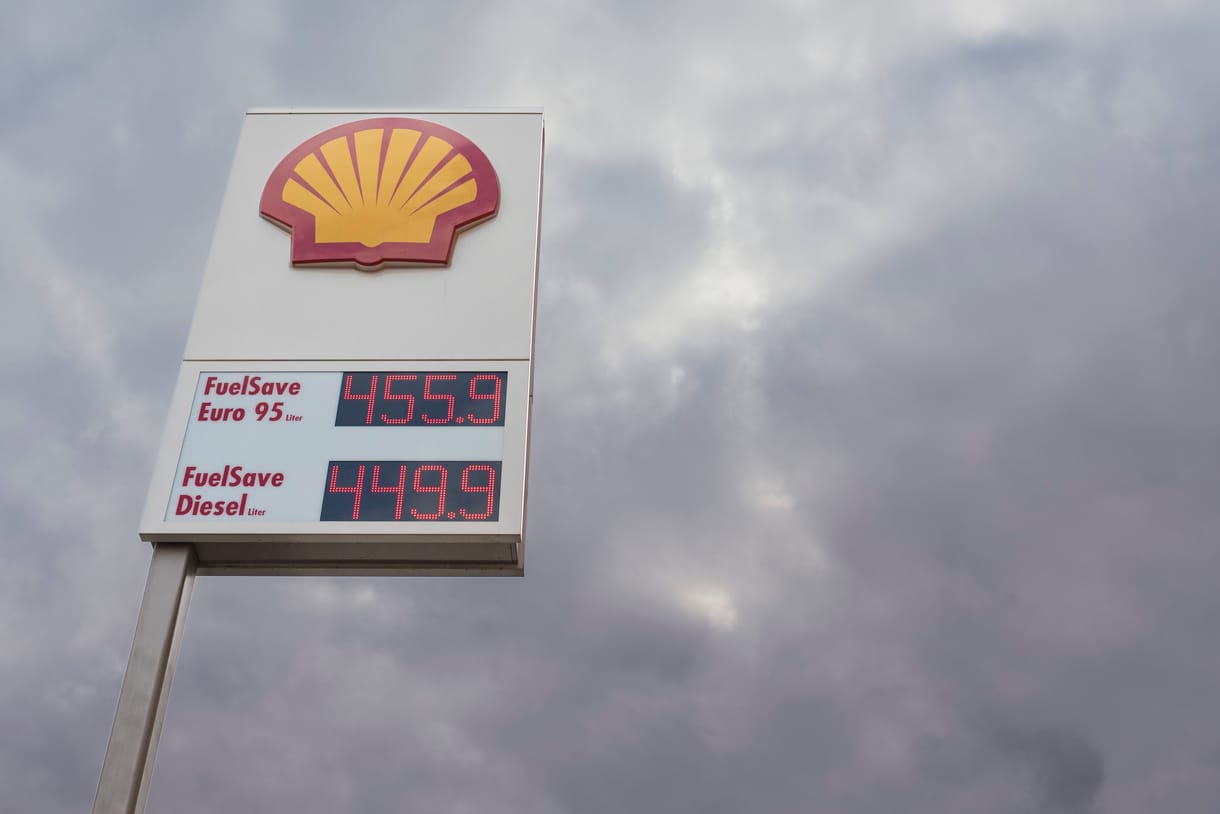 FuelSave
Euro 95 Liter
455.9
FuelSave
Diesel Liter
449.9